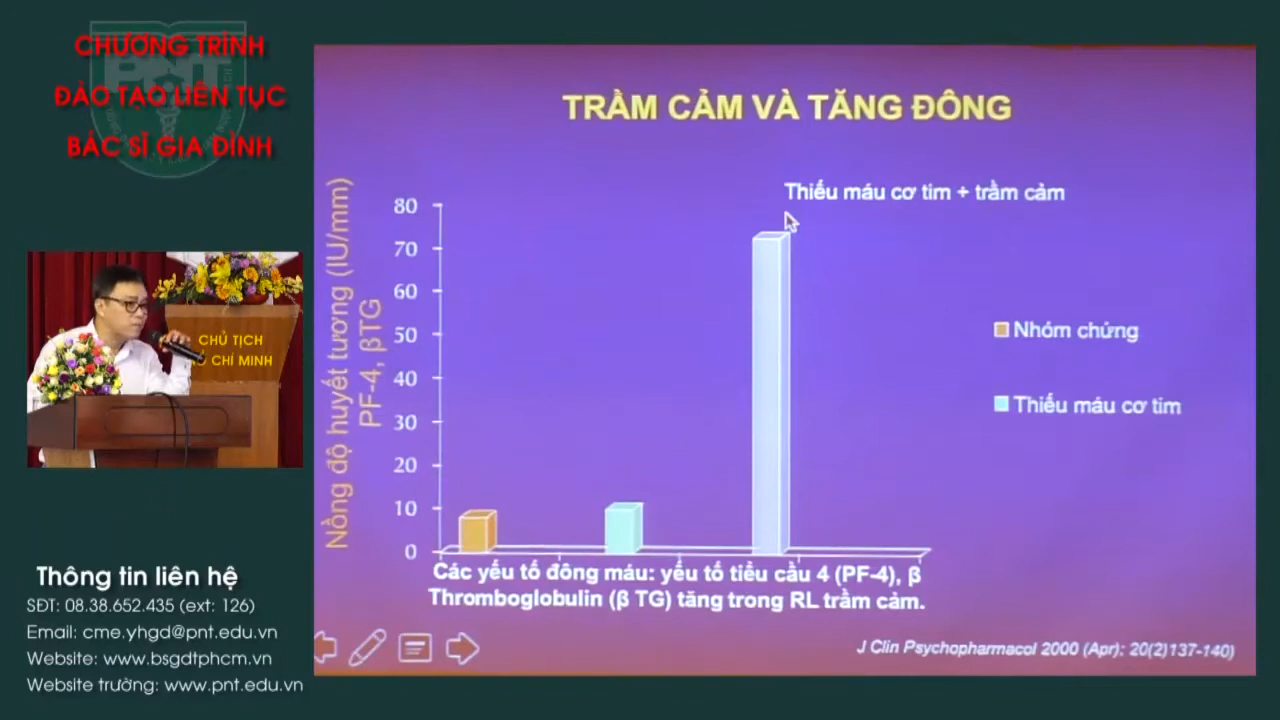 CHƯƠNG TRÌNH
ĐÀO TẠO LIÊN TỤC
BÁC SĨ GIA ĐÌNH
PNT
CHỦ TỊCH
HỒ CHÍ MINH
Thông tin liên hệ
SĐT: 08.38.652.435 (ext: 126)
Email: cme.yhgd@pnt.edu.vn
Website: www.bsgdtphcm.vn
Website trường: www.pnt.edu.vn
TRẦM CẢM VÀ TĂNG ĐÔNG
Nồng độ huyết tương (IU/mm)
PF-4, βTG
80
70
60
50
40
30
20
10
0
Thiếu máu cơ tim + trầm cảm
Nhóm chứng
Thiếu máu cơ tim
Các yếu tố đông máu: yếu tố tiểu cầu 4 (PF-4), β
Thromboglobulin (β TG) tăng trong RL trầm cảm.
J Clin Psychopharmacol 2000 (Apr): 20(2)137-140)